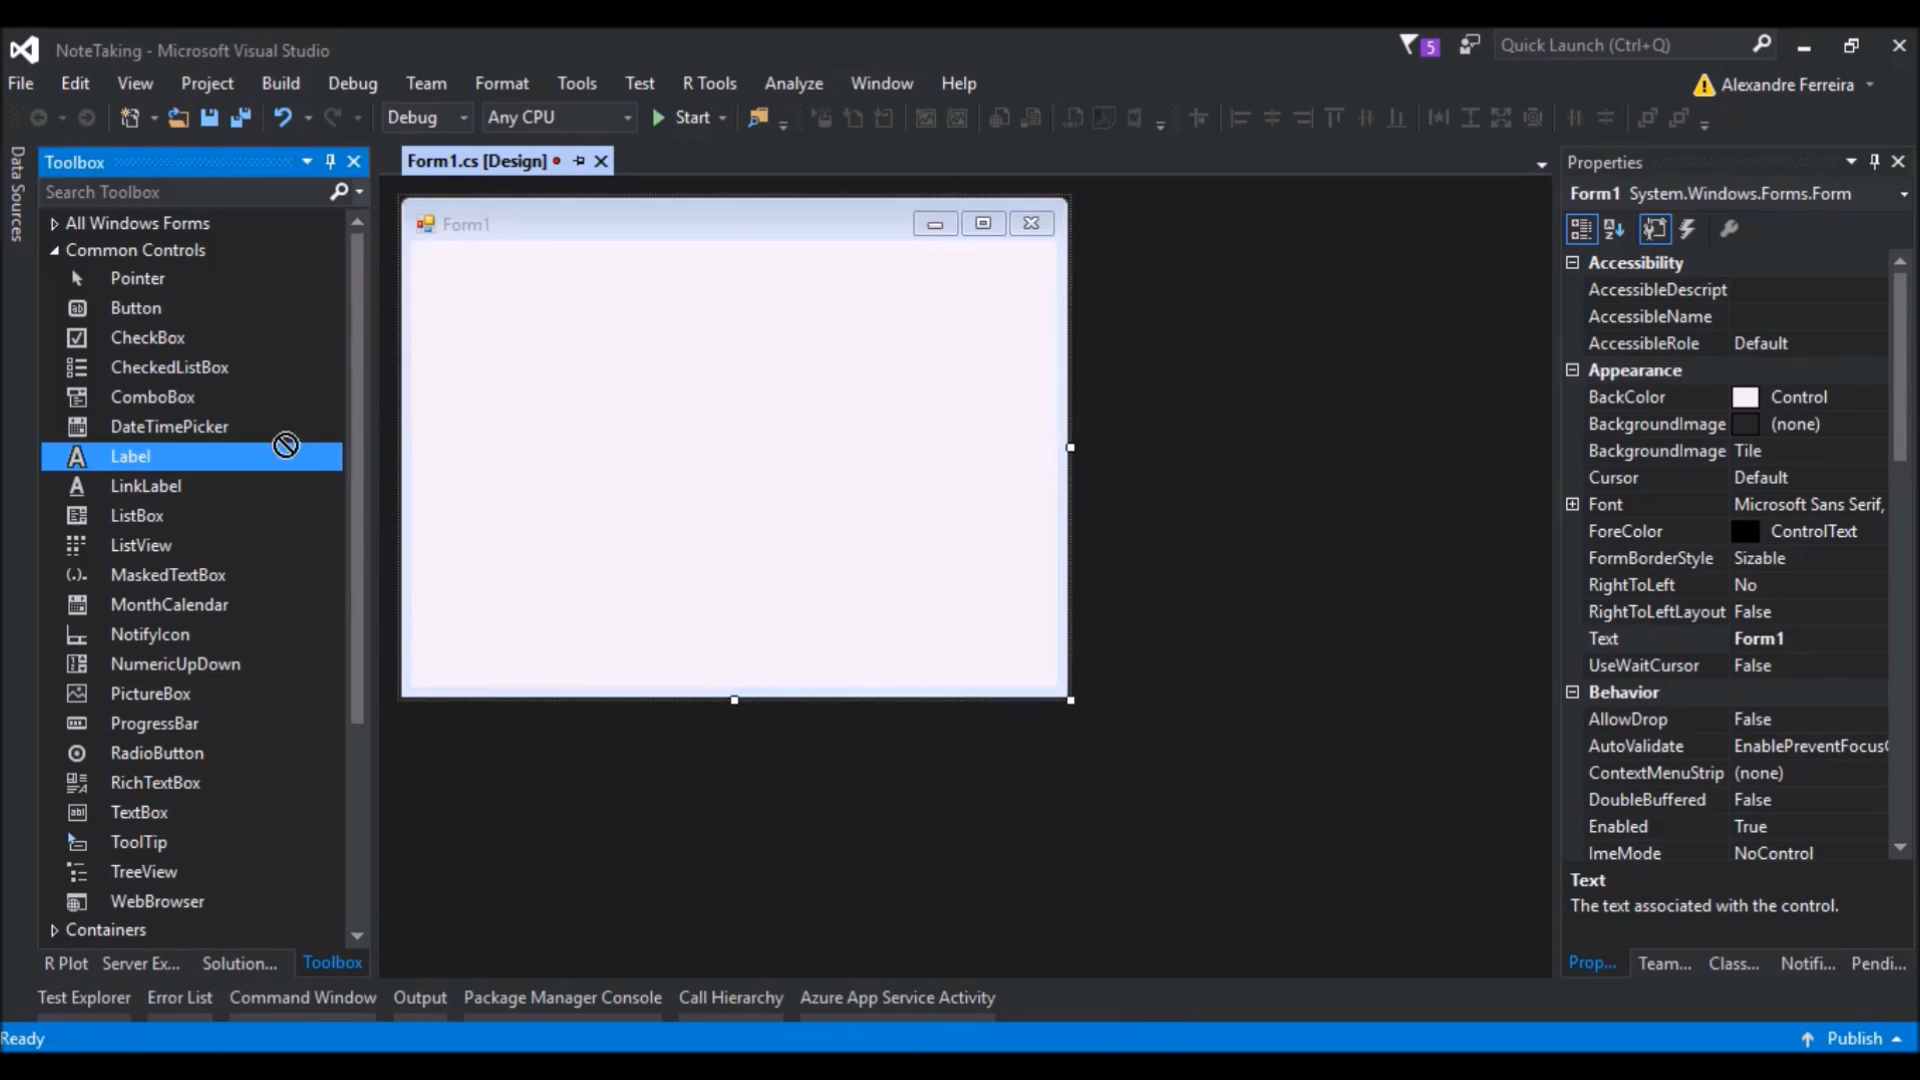 NoteTaking - Microsoft Visual Studio
5
Quick Launch (Ctrl+Q)
File Edit View Project Build Debug Team Format Tools Test R Tools Analyze Window Help
Alexandre Ferreira
Debug Any CPU Start
Data Sources
Toolbox
Search Toolbox
All Windows Forms
Common Controls
Pointer
Button
CheckBox
CheckedListBox
ComboBox
DateTimePicker
Label
LinkLabel
ListBox
ListView
MaskedTextBox
MonthCalendar
NotifyIcon
NumericUpDown
PictureBox
ProgressBar
RadioButton
RichTextBox
TextBox
ToolTip
TreeView
WebBrowser
Containers
R Plot Server Ex... Solution... Toolbox
Form1.cs [Design]
Form1
Properties
Form1 System.Windows.Forms.Form
Accessibility
AccessibleDescript
AccessibleName
AccessibleRole Default
Appearance
BackColor Control
BackgroundImage (none)
BackgroundImage Tile
Cursor Default
Font Microsoft Sans Serif,
ForeColor ControlText
FormBorderStyle Sizable
RightToLeft No
RightToLeftLayout False
Text Form1
UseWaitCursor False
Behavior
AllowDrop False
AutoValidate EnablePreventFocusC
ContextMenuStrip (none)
DoubleBuffered False
Enabled True
ImeMode NoControl
Text
The text associated with the control.
Prop... Team... Class... Notifi... Pendi...
Test Explorer Error List Command Window Output Package Manager Console Call Hierarchy Azure App Service Activity
Ready
Publish